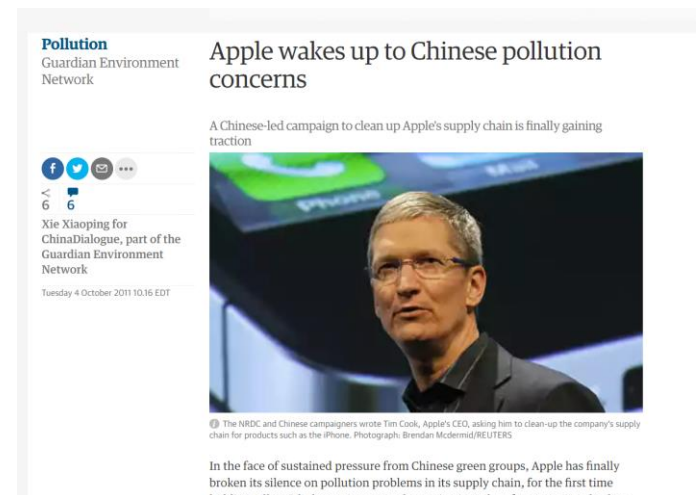 Pollution
Guardian Environment
Network
Apple wakes up to Chinese pollution
concerns
A Chinese-led campaign to clean up Apple's supply chain is finally gaining
traction
6 6
Xie Xiaoping for
ChinaDialogue, part of the
Guardian Environment
Network
Tuesday 4 October 2011 10.16 EDT
Phone
Mail
The NRDC and Chinese campaigners wrote Tim Cook, Apple's CEO, asking him to clean-up the company's supply
chain for products such as the iPhone. Photograph: Brendan Mcdermid/REUTERS
In the face of sustained pressure from Chinese green groups, Apple has finally
broken its silence on pollution problems in its supply chain, for the first time